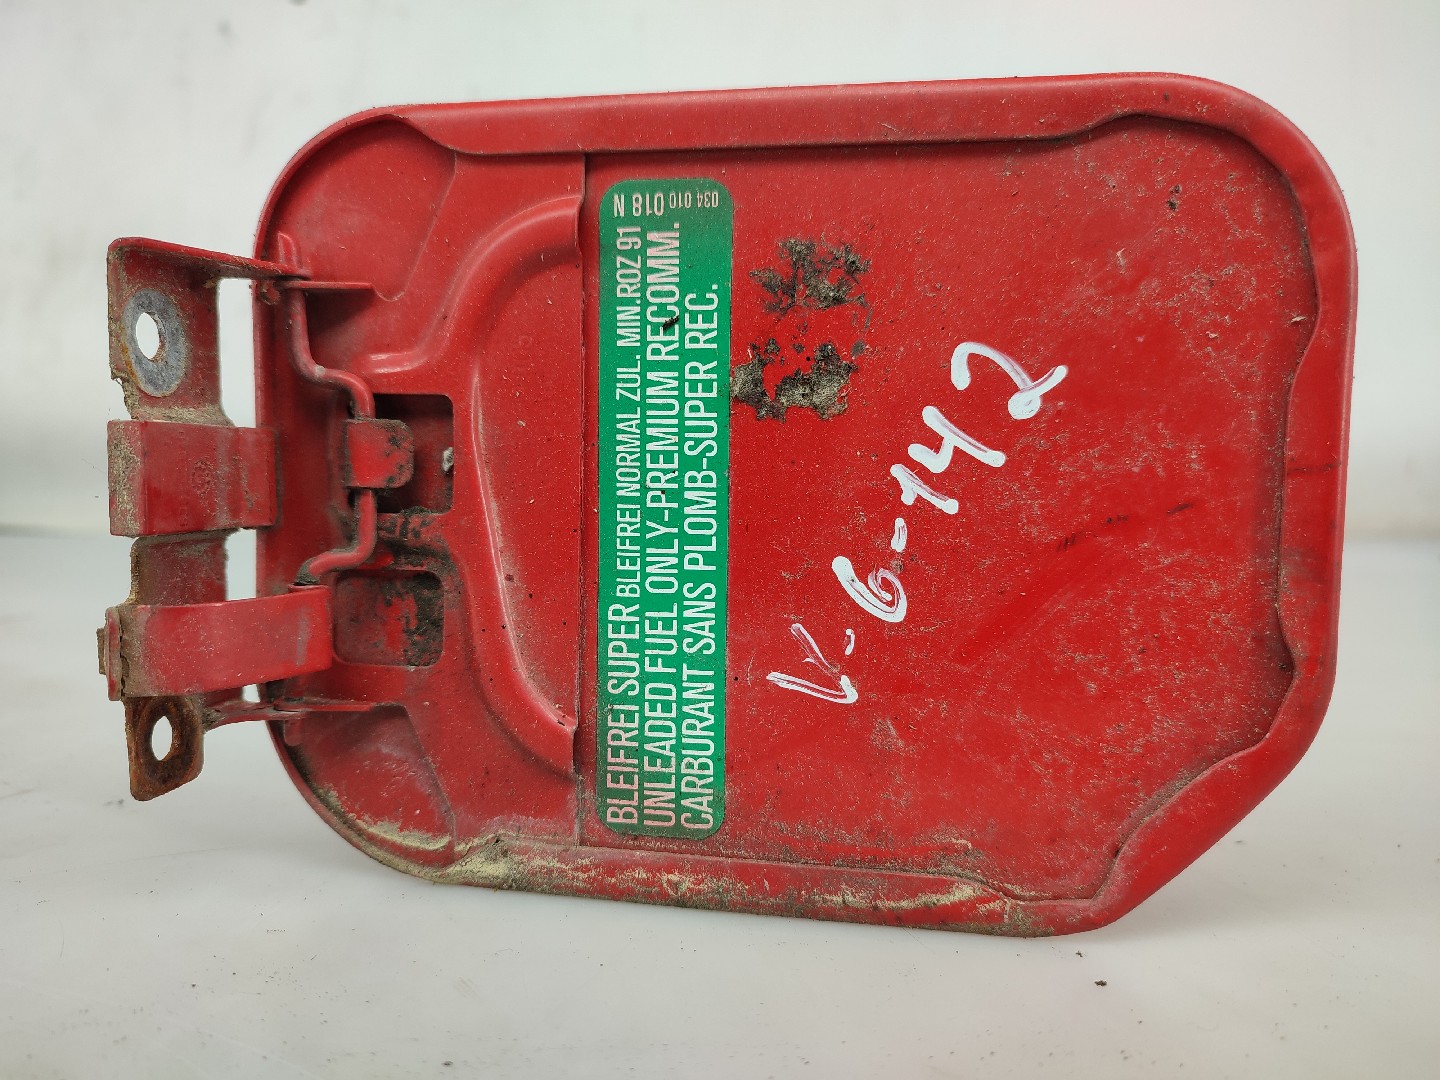 BLEIFREI SUPER BLEIFREI NORMAL ZUL. MIN.ROZ 91
UNLEADED FUEL ONLY-PREMIUM RECOMM.
CARBURANT SANS PLOMB-SUPER REC.
034 010 018 N
K-6-142